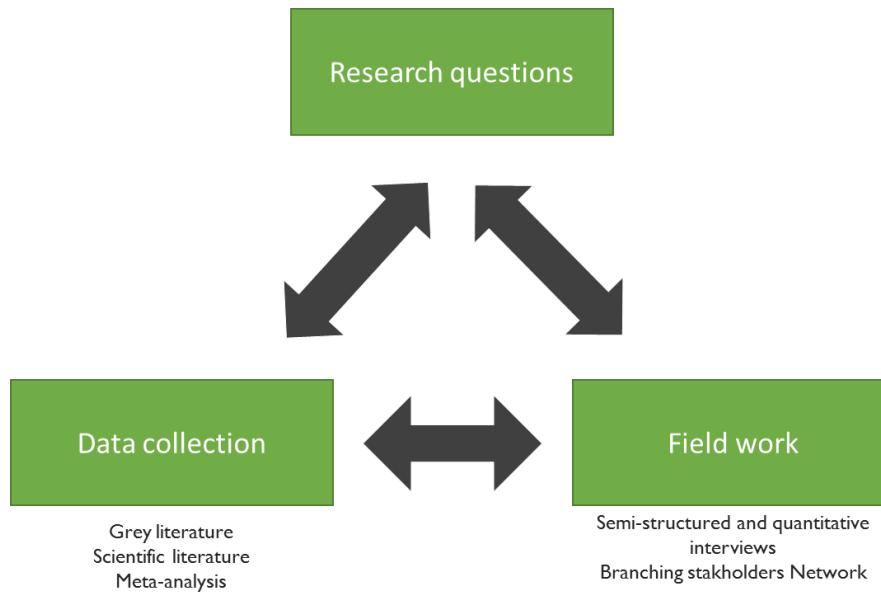 Research questions
Data collection
Field work
Grey literature
Scientific literature
Meta-analysis
Semi-structured and quantitative
interviews
Branching stakholders Network